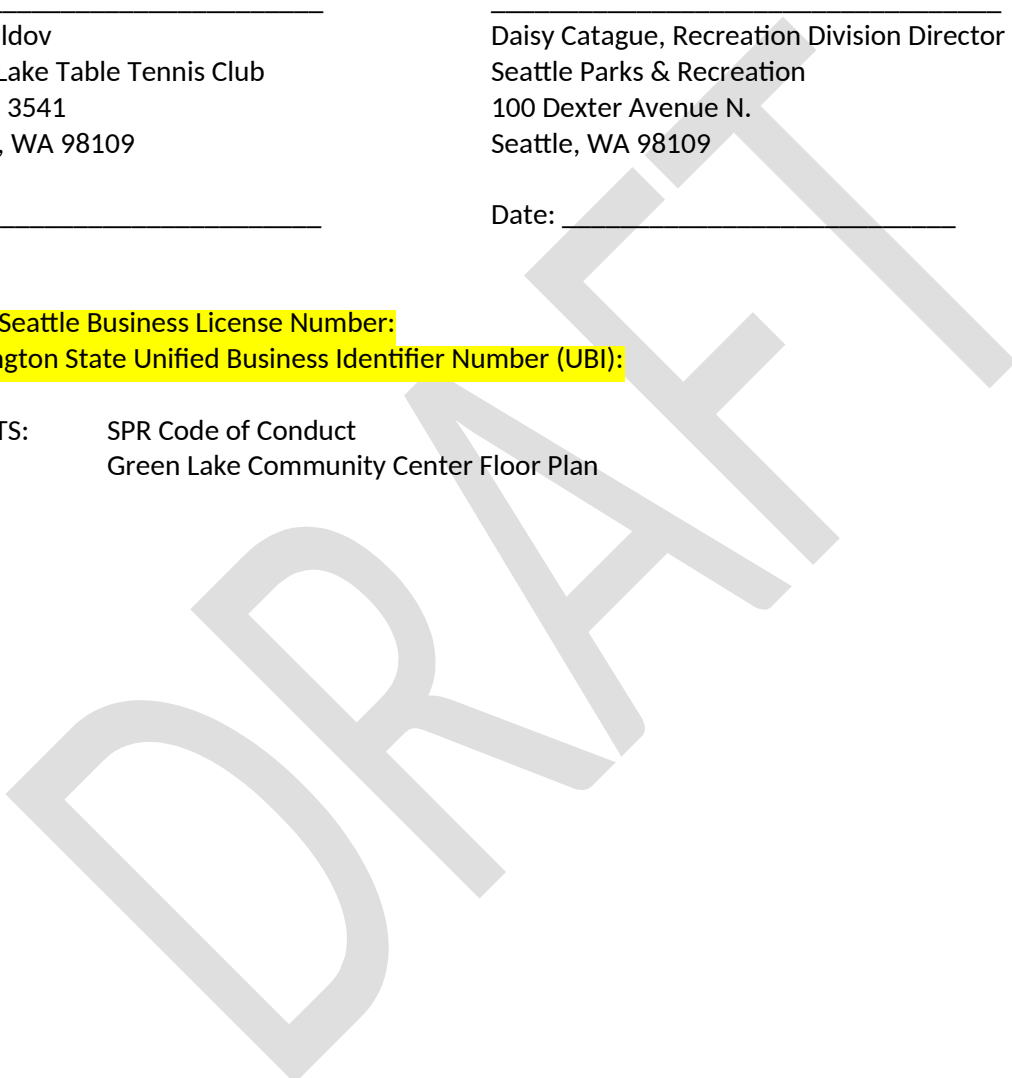 ldov Daisy Catague, Recreation Division Director
Lake Table Tennis Club Seattle Parks & Recreation
3541 100 Dexter Avenue N.
, WA 98109 Seattle, WA 98109
Date:
Seattle Business License Number:
gton State Unified Business Identifier Number (UBI):
TS: SPR Code of Conduct
Green Lake Community Center Floor Plan
DRAFT